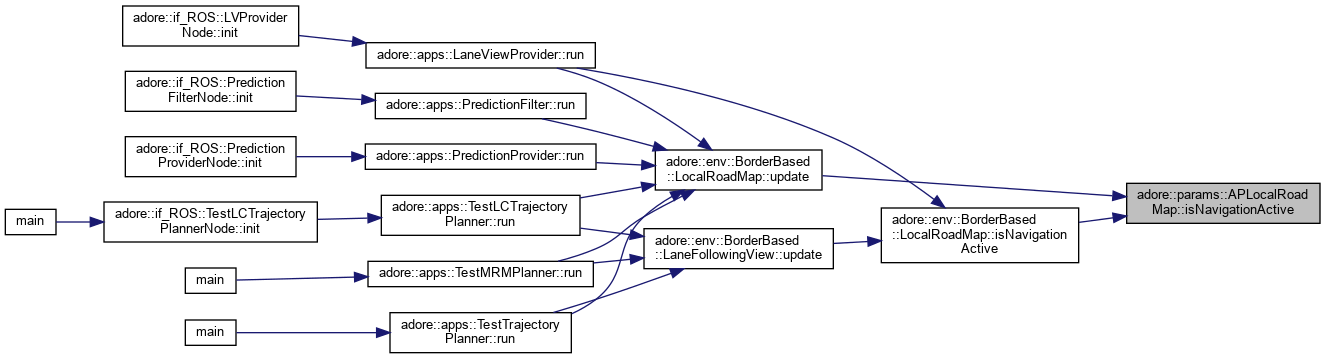 adore::if_ROS::LVProvider
Node::init
adore::apps::LaneViewProvider::run
adore::if_ROS::Prediction
FilterNode::init
adore::apps::PredictionFilter::run
adore::if_ROS::Prediction
ProviderNode::init
adore::apps::PredictionProvider::run
adore::env::BorderBased
::LocalRoadMap::update
adore::params::APLocalRoad
Map::isNavigationActive
main
adore::if_ROS::TestLCTrajectory
PlannerNode::init
adore::apps::TestLCTrajectory
Planner::run
adore::env::BorderBased
::LaneFollowingView::update
adore::env::BorderBased
::LocalRoadMap::isNavigation
Active
main
adore::apps::TestMRMPlanner::run
main
adore::apps::TestTrajectory
Planner::run